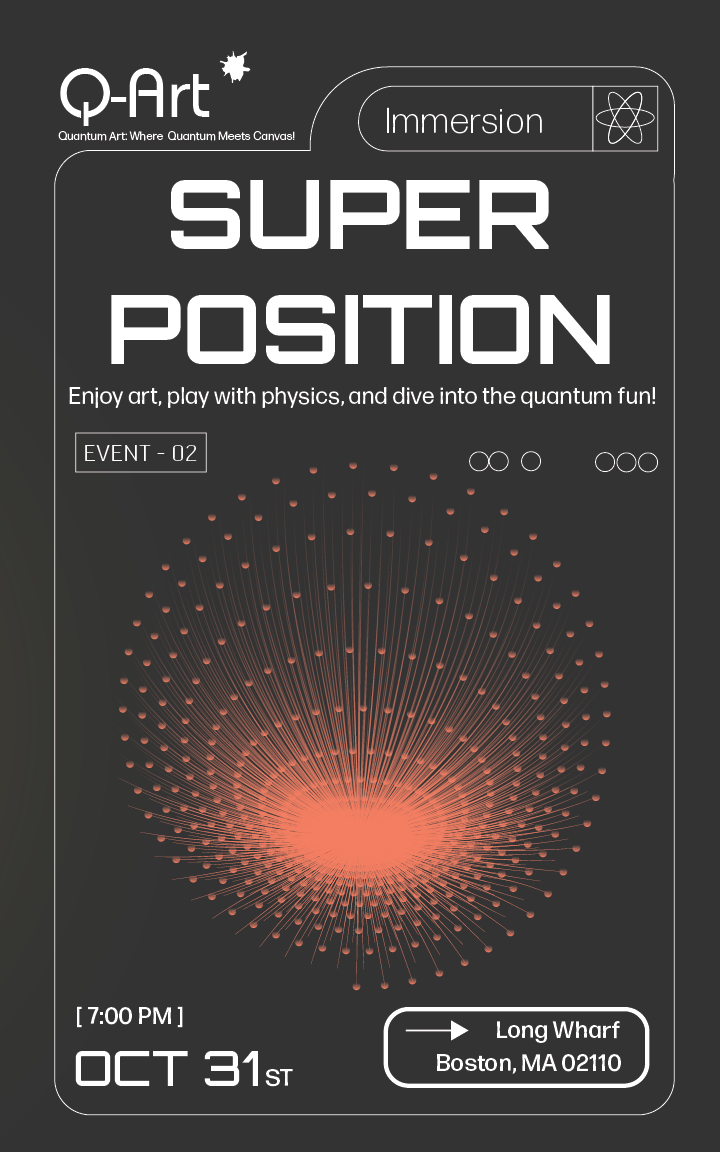 Q-Art
Quantum Art: Where Quantum Meets Canvas!
Immersion
SUPER
POSITION
Enjoy art, play with physics, and dive into the quantum fun!
EVENT - 02
[ 7:00 PM ]
OCT 31ST
Long Wharf
Boston, MA 02110